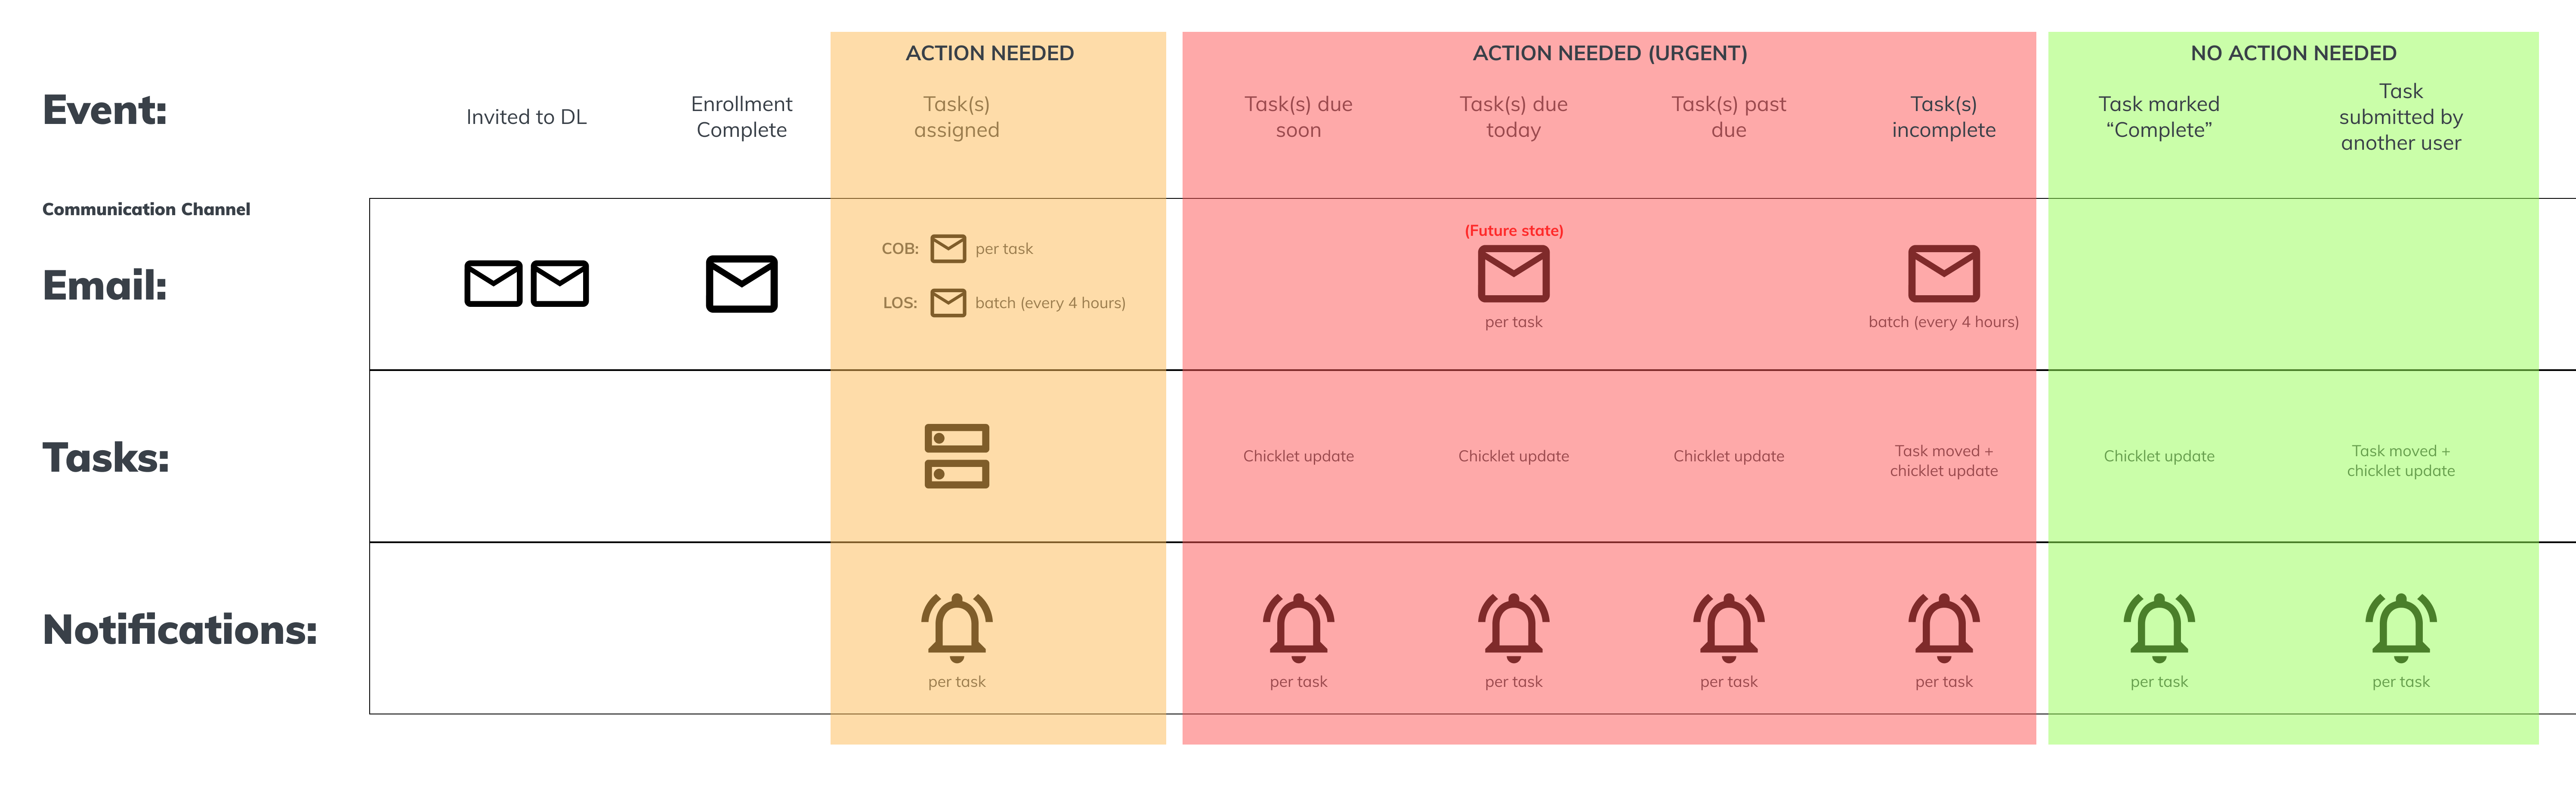 ACTION NEEDED
ACTION NEEDED (URGENT)
NO ACTION NEEDED
Event:
Invited to DL
Enrollment
Complete
Task(s)
assigned
Task(s) due
soon
Task(s) due
today
Task(s) past
due
Task(s)
incomplete
Task marked
“Complete”
Task
submitted by
another user
Communication Channel
Email:
COB:
per task
LOS:
batch (every 4 hours)
(Future state)
per task
batch (every 4 hours)
Tasks:
Chicklet update
Chicklet update
Chicklet update
Task moved +
chicklet update
Chicklet update
Task moved +
chicklet update
Notifications:
per task
per task
per task
per task
per task
per task
per task